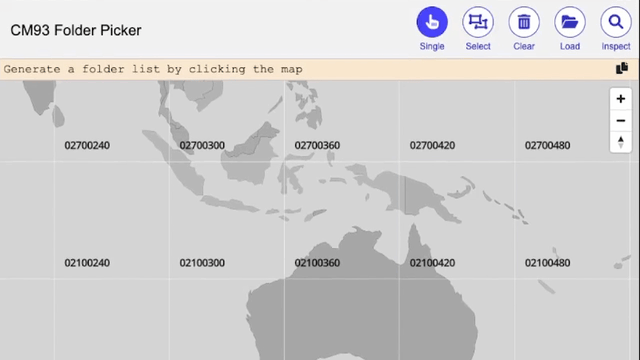 CM93 Folder Picker
Single Select Clear Load Inspect
Generate a folder list by clicking the map
+
−
02700240 02700300 02700360 02700420 02700480
02100240 02100300 02100360 02100420 02100480